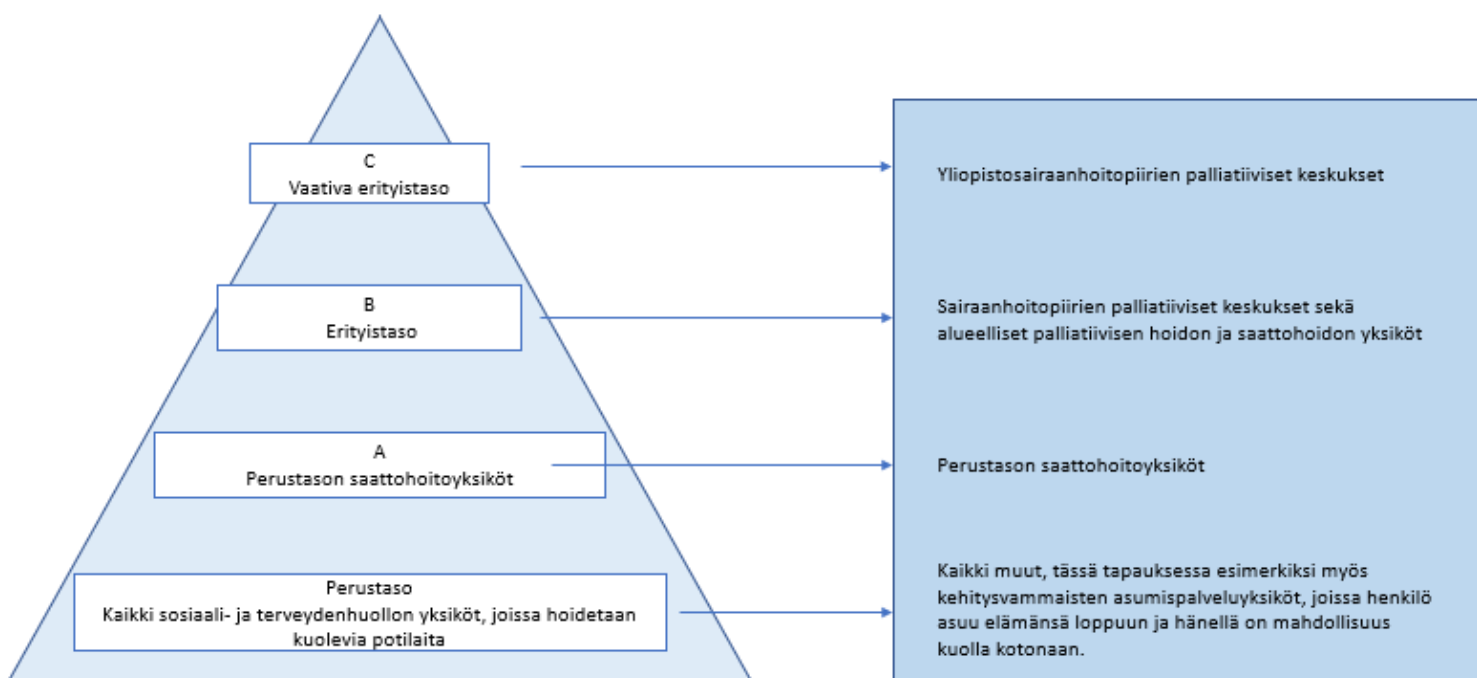 C
Vaativa erityistaso
Yliopistosairaanhoitopiirien palliatiiviset keskukset
B
Erityistaso
Sairaanhoitopiirien palliatiiviset keskukset sekä
alueelliset palliatiivisen hoidon ja saattohoidon yksiköt
A
Perustason saattohoitoyksiköt
Perustason saattohoitoyksiköt
Perustaso
Kaikki sosiaali- ja terveydenhuollon yksiköt, joissa hoidetaan
kuolevia potilaita
Kaikki muut, tässä tapauksessa esimerkiksi myös
kehitysvammaisten asumispalveluyksiköt, joissa henkilö
asuu elämänsä loppuun ja hänellä on mahdollisuus
kuolla kotonaan.